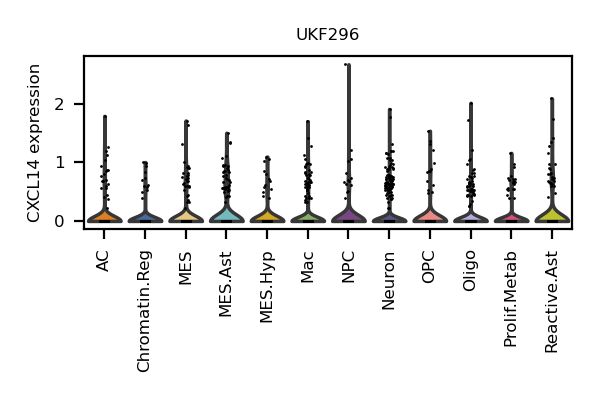 UKF296
CXCL14 expression
2
1
0
AC
Chromatin.Reg
MES
MES.Ast
MES.Hyp
Mac
NPC
Neuron
OPC
Oligo
Prolif.Metab
Reactive.Ast